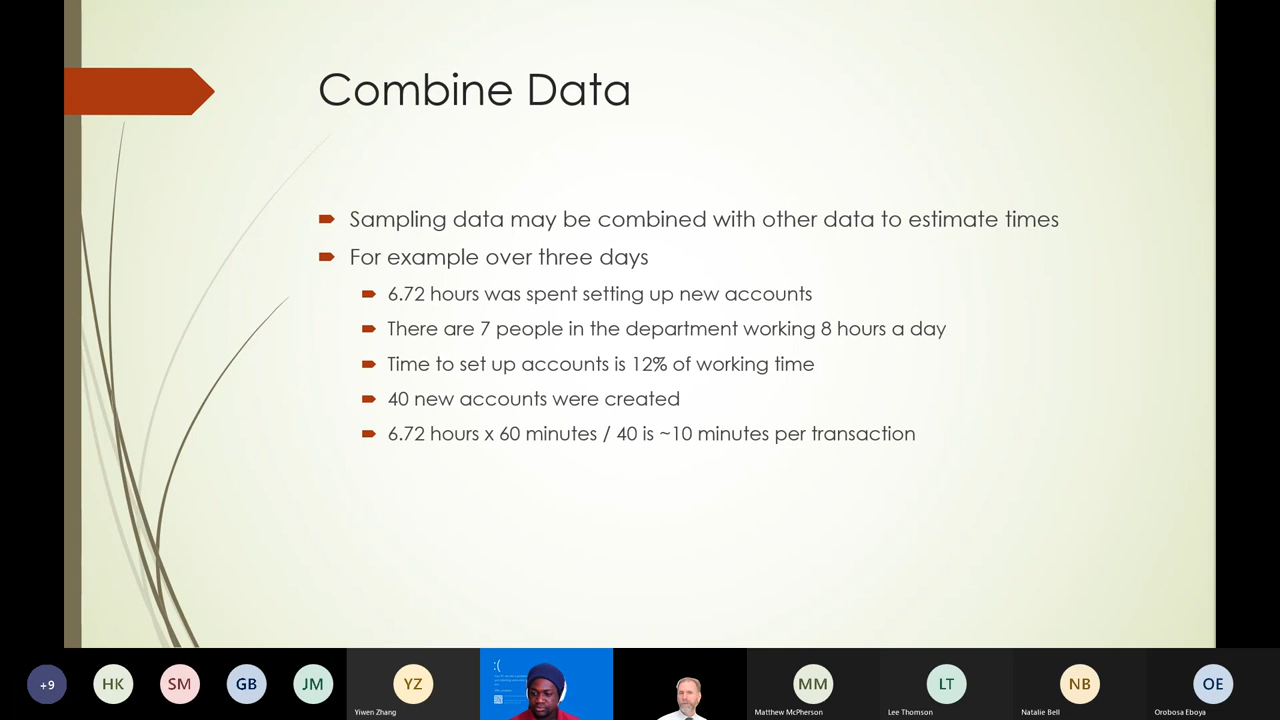 Combine Data
Sampling data may be combined with other data to estimate times
For example over three days
6.72 hours was spent setting up new accounts
There are 7 people in the department working 8 hours a day
Time to set up accounts is 12% of working time
40 new accounts were created
6.72 hours x 60 minutes / 40 is ~10 minutes per transaction
:(
+9
HK
SM
GB
JM
YZ
MM
LT
NB
OE
Yiwen Zhang
Matthew McPherson
Lee Thomson
Natalie Bell
Orobosa Eboya